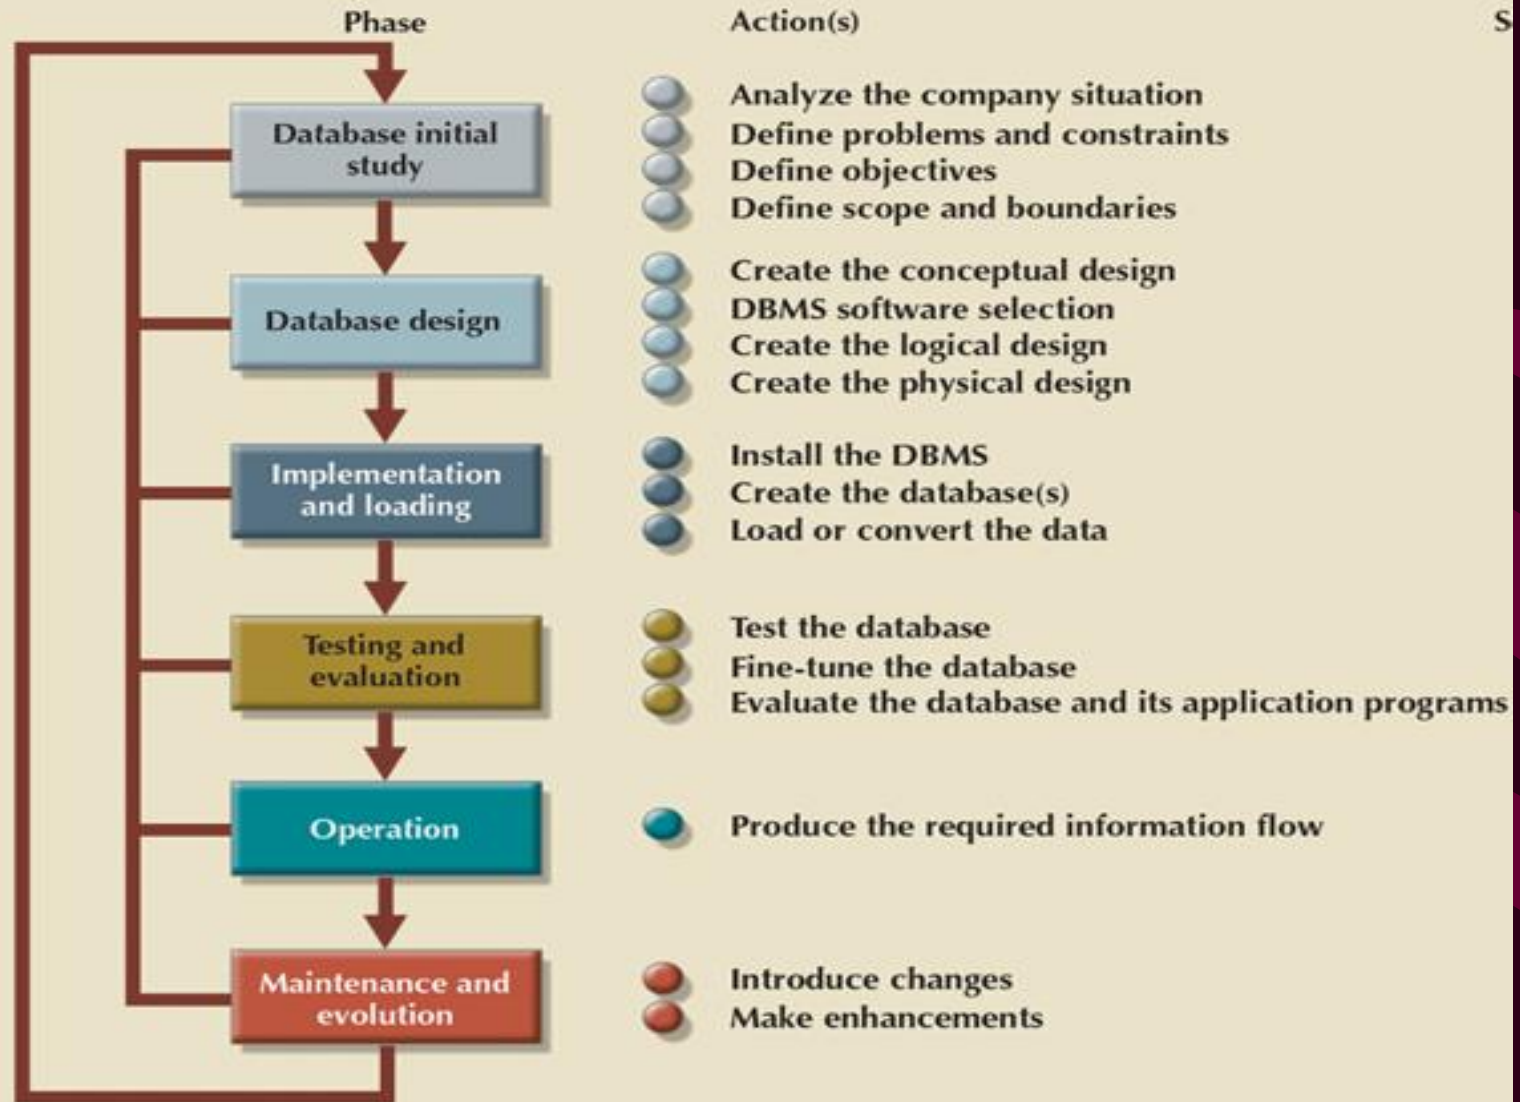 Phase
Action(s)
Database initial
study
Analyze the company situation
Define problems and constraints
Define objectives
Define scope and boundaries
Database design
Create the conceptual design
DBMS software selection
Create the logical design
Create the physical design
Implementation
and loading
Install the DBMS
Create the database(s)
Load or convert the data
Testing and
evaluation
Test the database
Fine-tune the database
Evaluate the database and its application programs
Operation
Produce the required information flow
Maintenance and
evolution
Introduce changes
Make enhancements